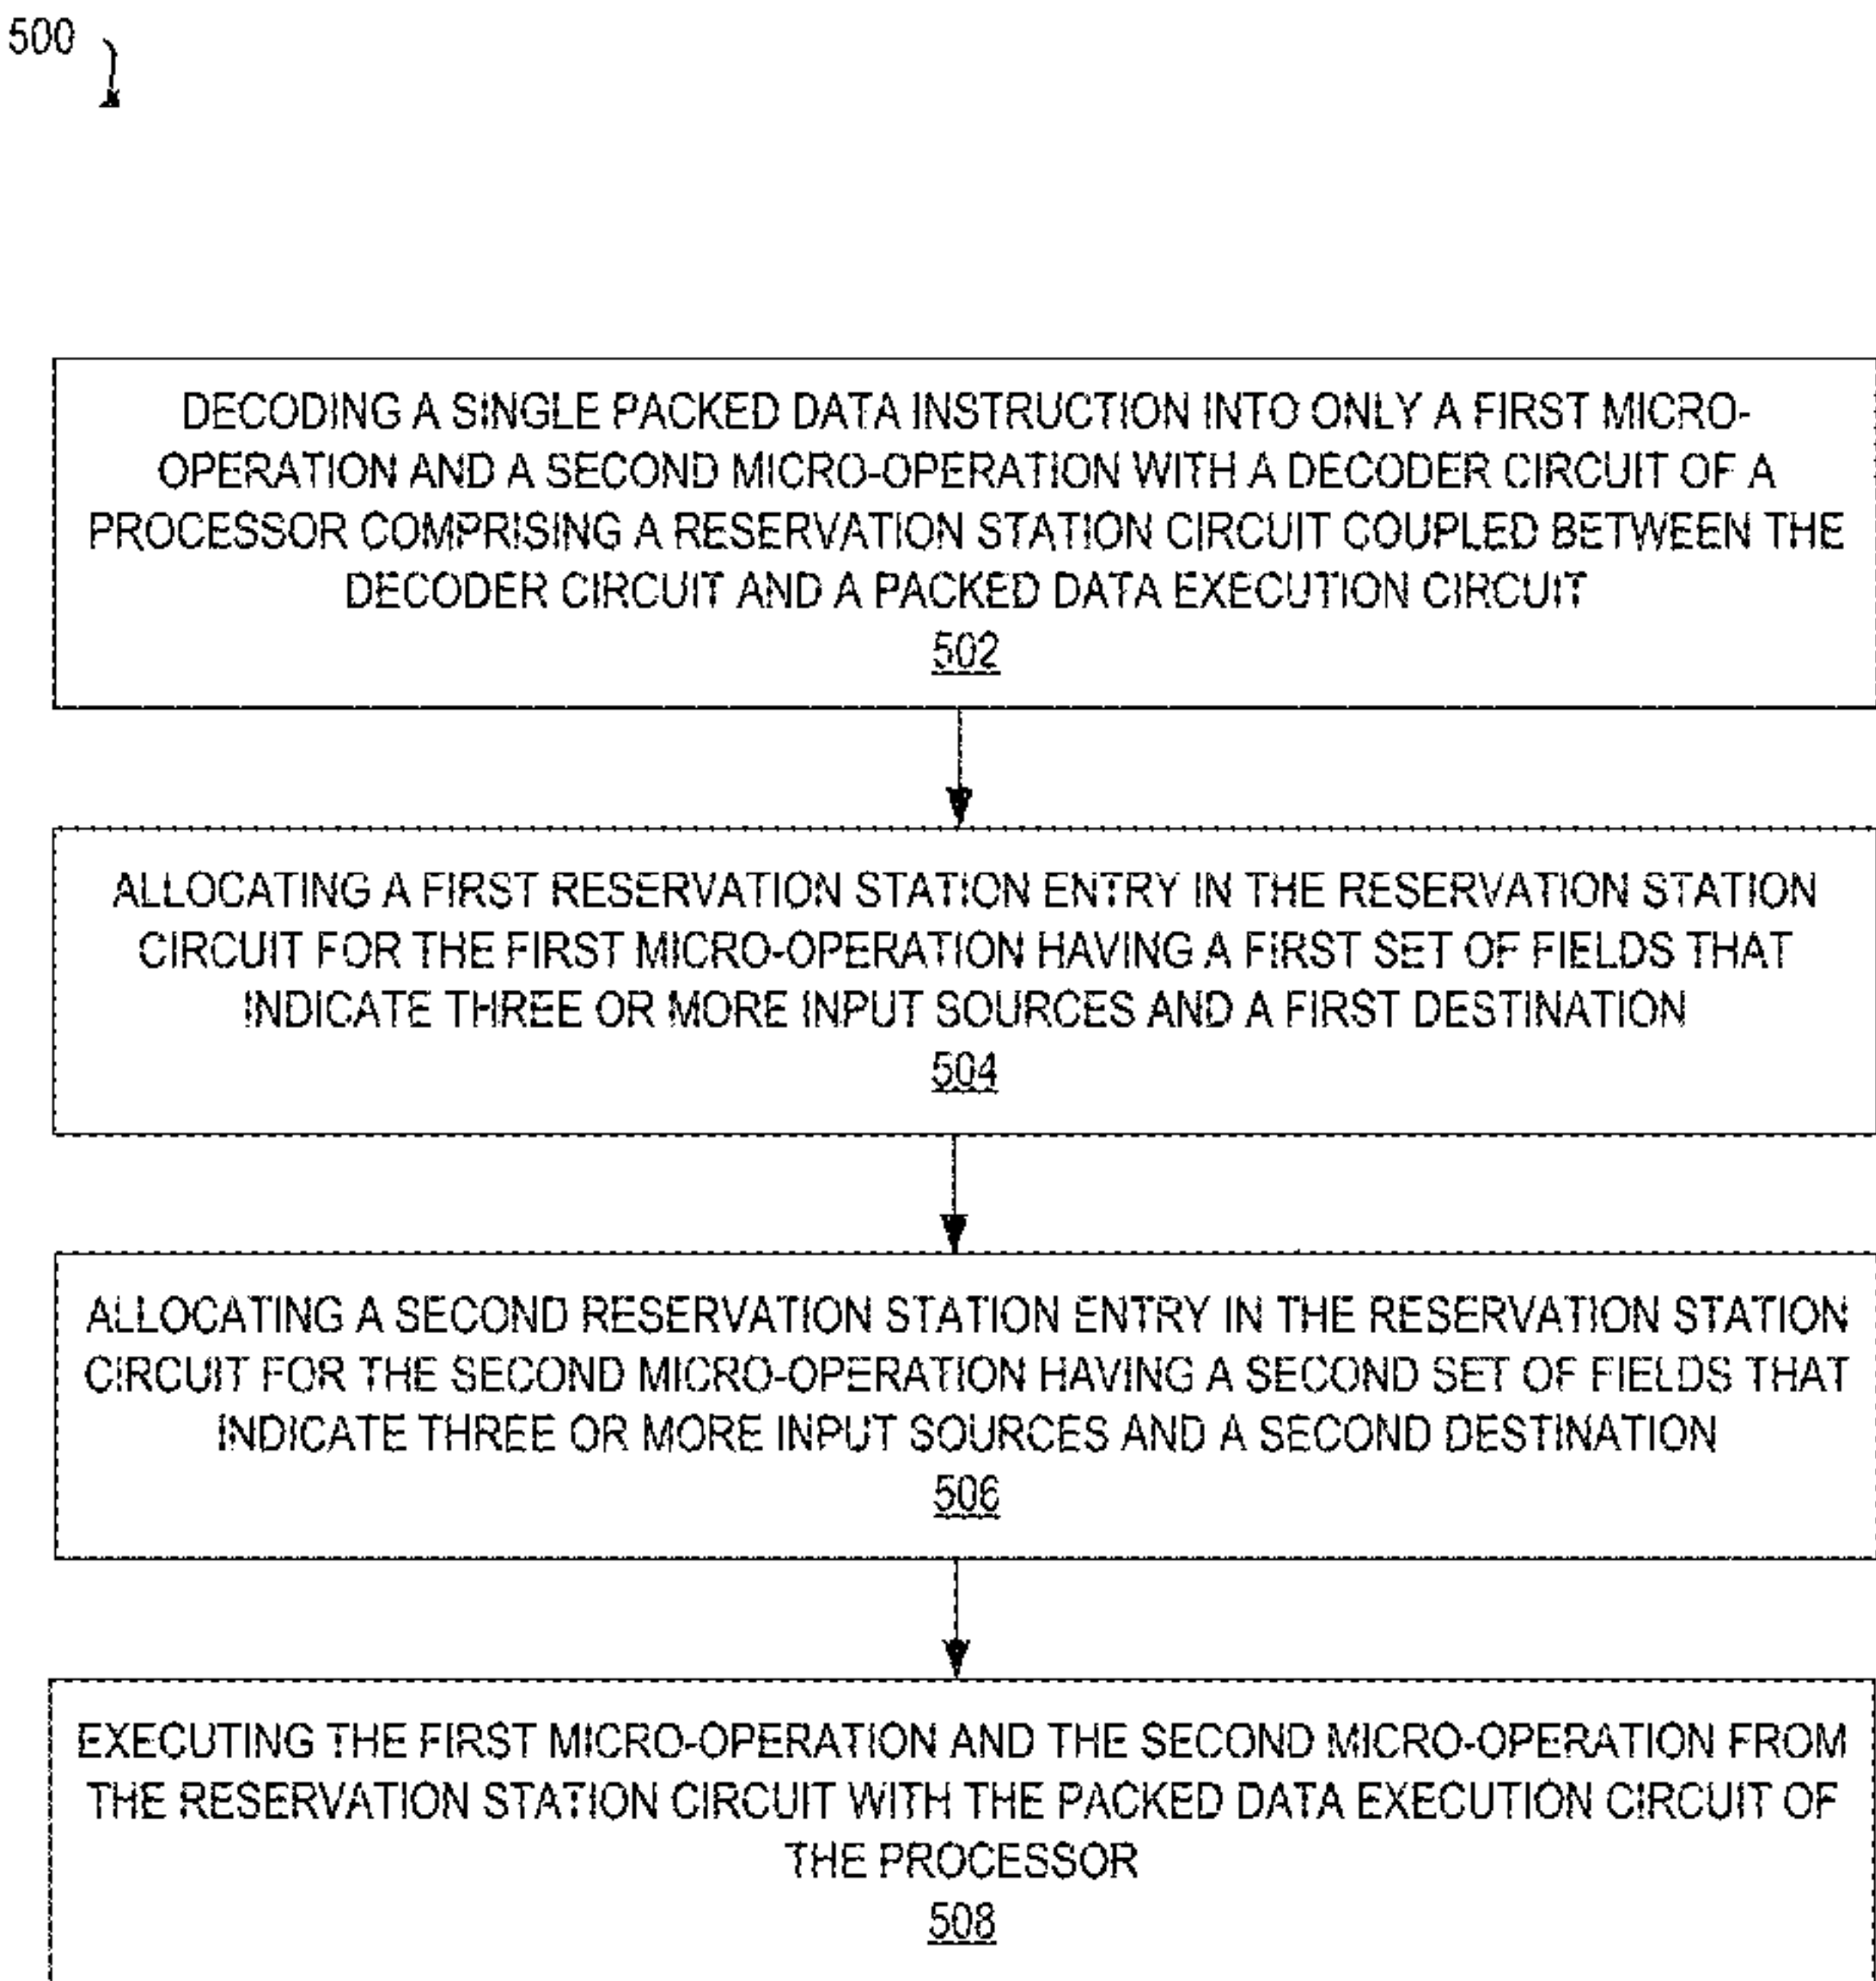 500
DECODING A SINGLE PACKED DATA INSTRUCTION INTO ONLY A FIRST MICRO-
OPERATION AND A SECOND MICRO-OPERATION WITH A DECODER CIRCUIT OF A
PROCESSOR COMPRISING A RESERVATION STATION CIRCUIT COUPLED BETWEEN THE
DECODER CIRCUIT AND A PACKED DATA EXECUTION CIRCUIT
502
ALLOCATING A FIRST RESERVATION STATION ENTRY IN THE RESERVATION STATION
CIRCUIT FOR THE FIRST MICRO-OPERATION HAVING A FIRST SET OF FIELDS THAT
INDICATE THREE OR MORE INPUT SOURCES AND A FIRST DESTINATION
504
ALLOCATING A SECOND RESERVATION STATION ENTRY IN THE RESERVATION STATION
CIRCUIT FOR THE SECOND MICRO-OPERATION HAVING A SECOND SET OF FIELDS THAT
INDICATE THREE OR MORE INPUT SOURCES AND A SECOND DESTINATION
506
EXECUTING THE FIRST MICRO-OPERATION AND THE SECOND MICRO-OPERATION FROM
THE RESERVATION STATION CIRCUIT WITH THE PACKED DATA EXECUTION CIRCUIT OF
THE PROCESSOR
508